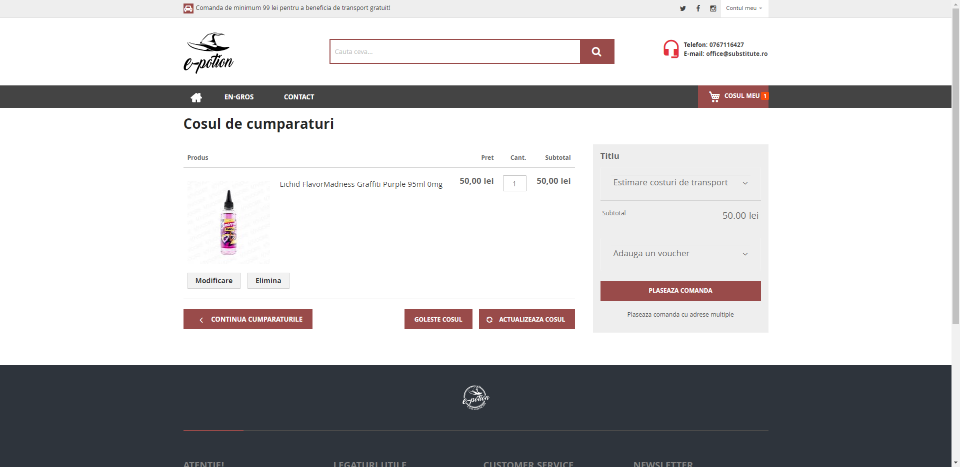 Comanda de minimum 99 lei pentru a beneficia de transport gratuit!
Contul meu
e-potion
Cauta ceva...
Telefon: 0767116427
E-mail: office@substitute.ro
EN-GROS
CONTACT
COSUL MEU 1
Cosul de cumparaturi
Produs Pret Cant. Subtotal
Lichid FlavorMadness Graffiti Purple 95ml 0mg 50,00 lei 1 50,00 lei
Modificare Elimina
CONTINUA CUMPARATURILE
GOLESTE COSUL
ACTUALIZEAZA COSUL
Titlu
Estimare costuri de transport
Subtotal 50.00 lei
Adauga un voucher
PLASEAZA COMANDA
Plaseaza comanda cu adrese multiple
e-potion
ATENTIE! LEGATURI UTILE CUSTOMER SERVICE NEWSLETTER